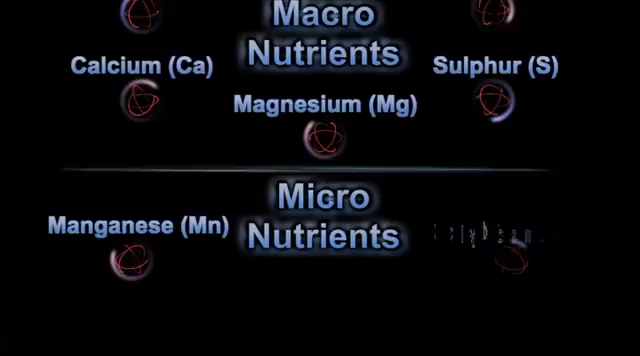 Macro
Nutrients
Calcium (Ca)
Sulphur (S)
Magnesium (Mg)
Micro
Nutrients
Manganese (Mn)